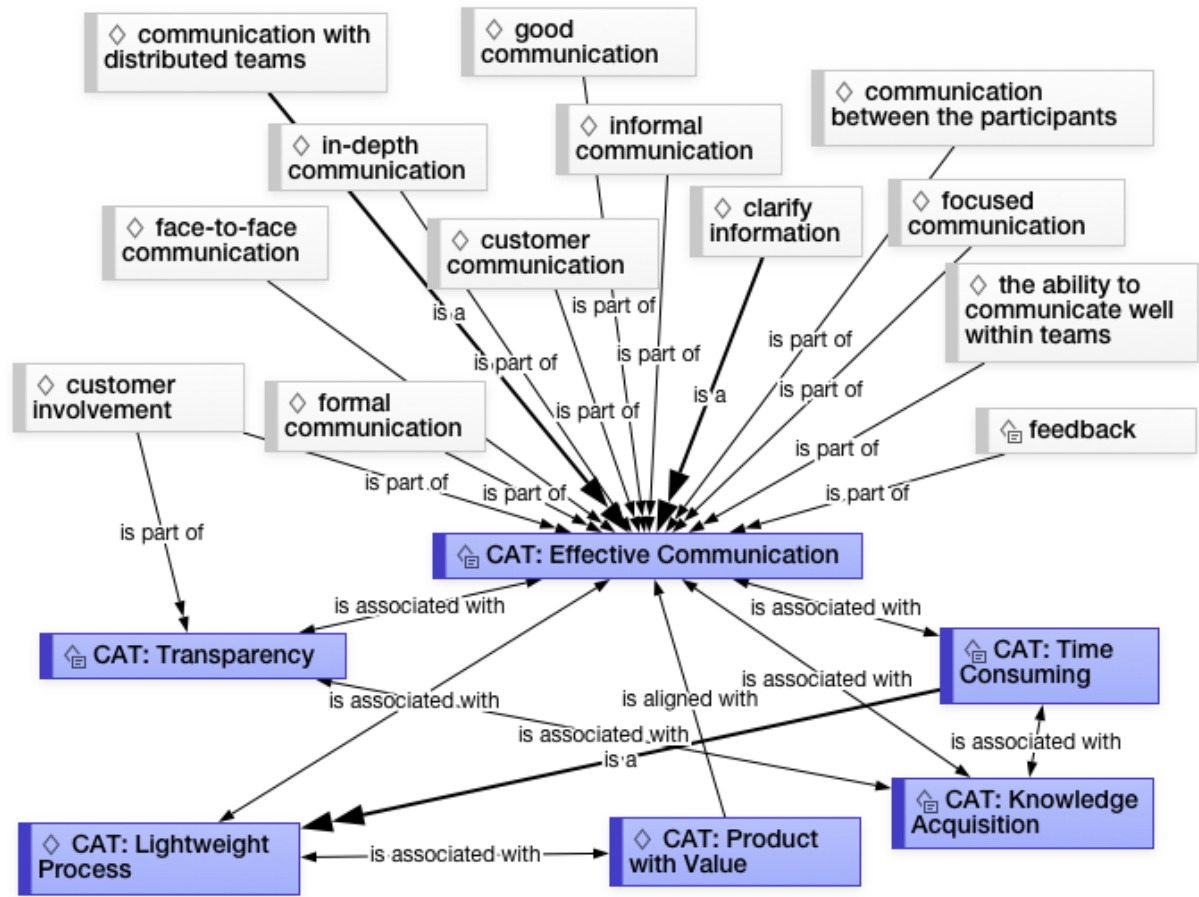 communication with
distributed teams
good
communication
in-depth
communication
informal
communication
communication
between the participants
face-to-face
communication
customer
communication
clarify
information
focused
communication
the ability to
communicate well
within teams
is a
is part of
is part of
is part of
is part of
is part of
is part of
is a
customer
involvement
formal
communication
feedback
is part of
is part of
is part of
is part of
is part of
CAT: Effective Communication
is associated with
is associated with
CAT: Transparency
CAT: Time
Consuming
is associated with
is aligned with
is associated with
is associated with
is a
is associated with
CAT: Knowledge
Acquisition
CAT: Lightweight
Process
is associated with
CAT: Product
with Value